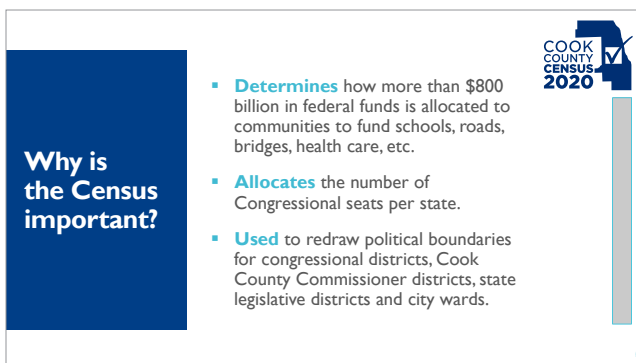 COOK
COUNTY
CENSUS
2020
Why is
the Census
important?
▪ Determines how more than $800
billion in federal funds is allocated to
communities to fund schools, roads,
bridges, health care, etc.
▪ Allocates the number of
Congressional seats per state.
▪ Used to redraw political boundaries
for congressional districts, Cook
County Commissioner districts, state
legislative districts and city wards.